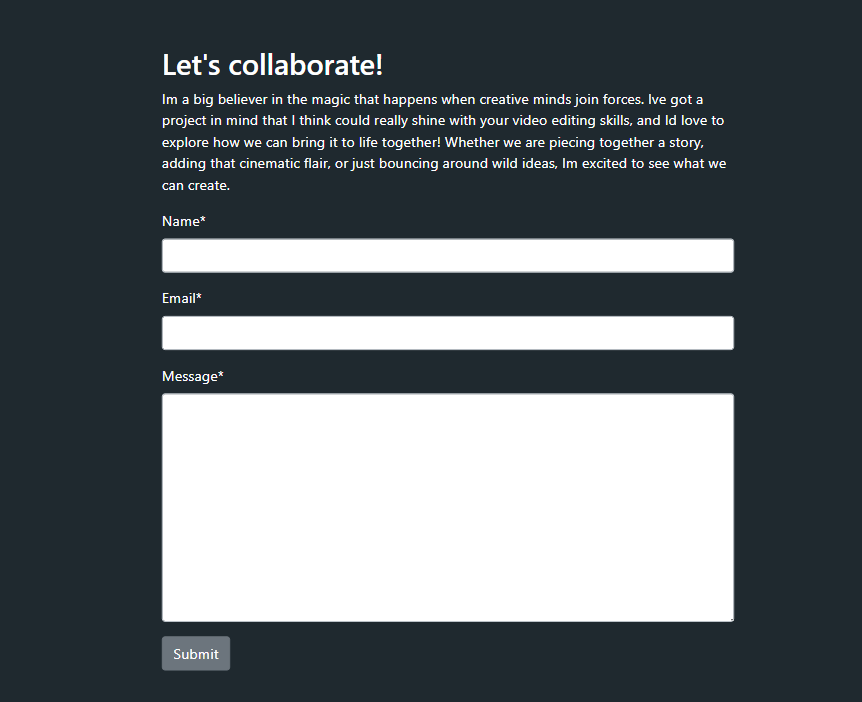 Let's collaborate!
Im a big believer in the magic that happens when creative minds join forces. Ive got a
project in mind that I think could really shine with your video editing skills, and Id love to
explore how we can bring it to life together! Whether we are piecing together a story,
adding that cinematic flair, or just bouncing around wild ideas, Im excited to see what we
can create.
Name*
Email*
Message*
Submit